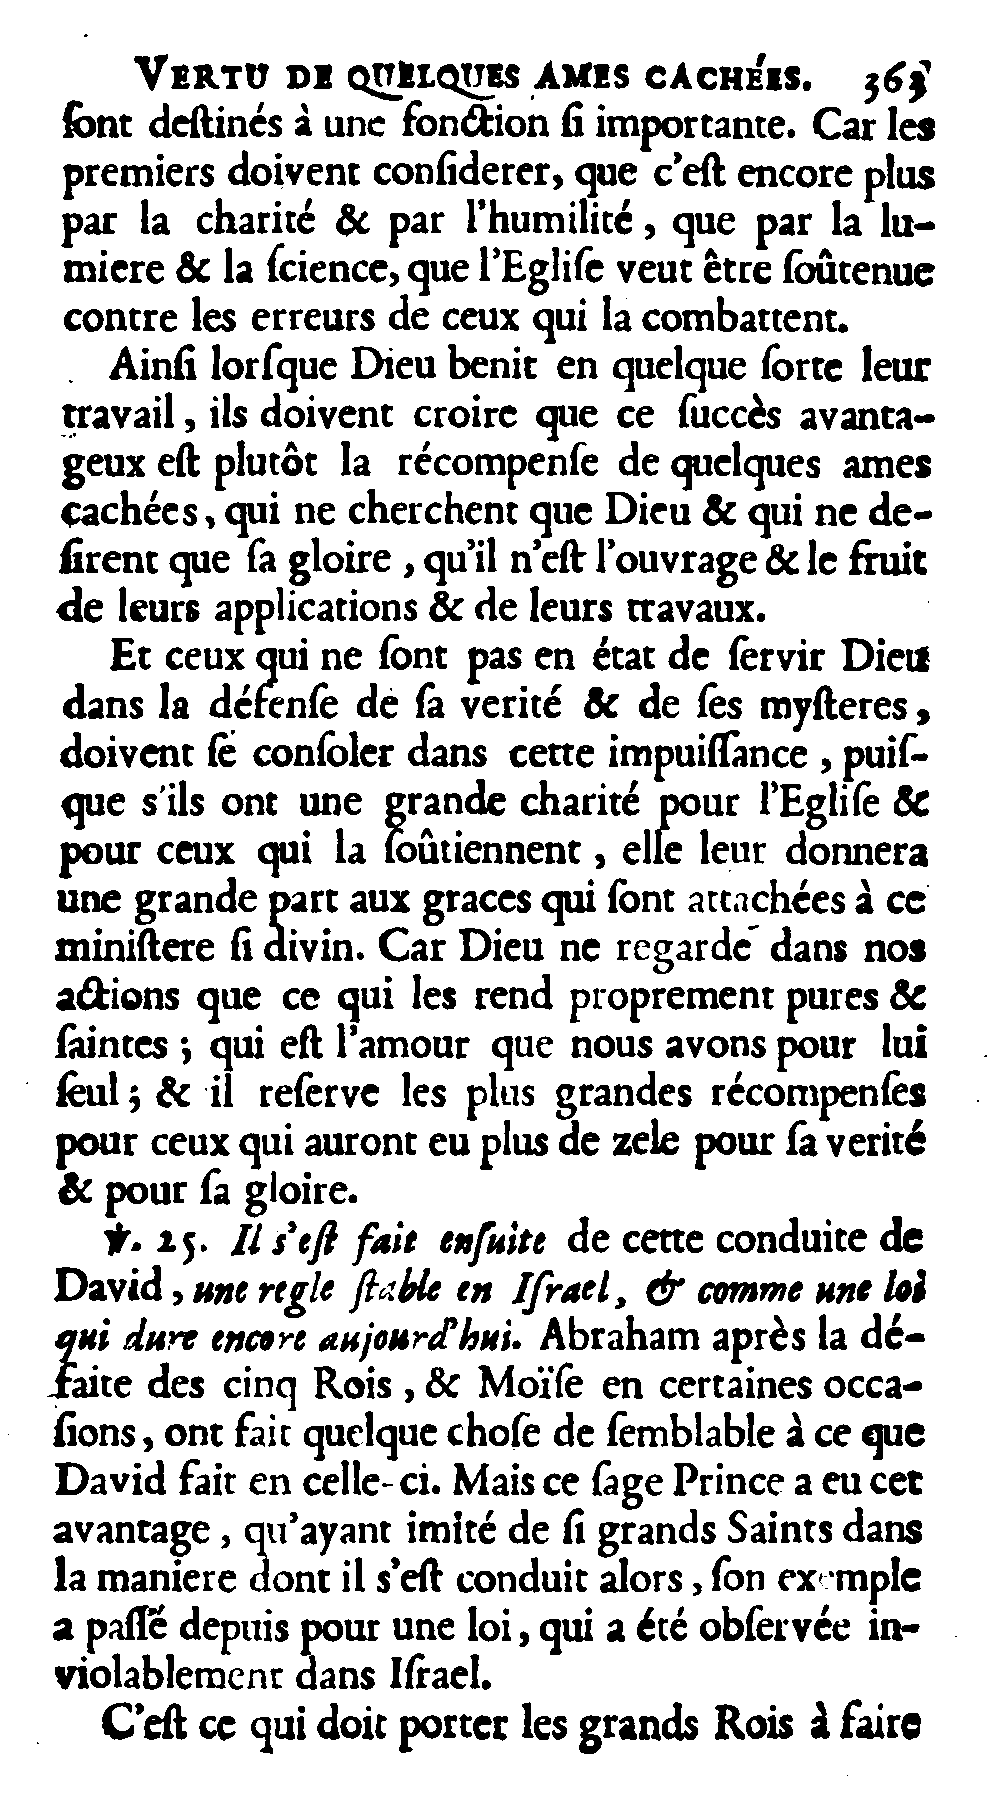 VERTU DE QUELQUES AMES CACHÉES. 363
ſont deſtinés à une fonction ſi importante. Car les
premiers doivent conſiderer, que c'eſt encore plus
par la charité & par l'humilité, que par la lu-
miere & la ſcience, que l'Egliſe veut être ſoûtenue
contre les erreurs de ceux qui la combattent.
Ainſi lorſque Dieu benit en quelque ſorte leur
travail, ils doivent croire que ce ſuccès avanta-
geux eſt plutôt la récompenſe de quelques ames
cachées, qui ne cherchent que Dieu & qui ne de-
ſirent que ſa gloire, qu'il n'eſt l'ouvrage & le fruit
de leurs applications & de leurs travaux.
Et ceux qui ne ſont pas en état de ſervir Dieu
dans la défenſe de ſa verité & de ſes myſteres,
doivent ſe conſoler dans cette impuiſſance, puiſ-
que s'ils ont une grande charité pour l'Egliſe &
pour ceux qui la ſoûtiennent, elle leur donnera
une grande part aux graces qui ſont attachées à ce
miniſtere ſi divin. Car Dieu ne regarde dans nos
actions que ce qui les rend proprement pures &
ſaintes; qui eſt l'amour que nous avons pour lui
ſeul; & il reſerve les plus grandes récompenſes
pour ceux qui auront eu plus de zele pour ſa verité
& pour ſa gloire.
℣. 25. Il s'eſt fait enſuite de cette conduite de
David, une regle ſtable en Iſrael, & comme une loi
qui dure encore aujourd'hui. Abraham après la dé-
faite des cinq Rois, & Moïſe en certaines occa-
ſions, ont fait quelque choſe de ſemblable à ce que
David fait en celle-ci. Mais ce ſage Prince a eu cet
avantage, qu'ayant imité de ſi grands Saints dans
la maniere dont il s'eſt conduit alors, ſon exemple
a paſſé depuis pour une loi, qui a été obſervée in-
violablement dans Iſrael.
C'eſt ce qui doit porter les grands Rois à faire